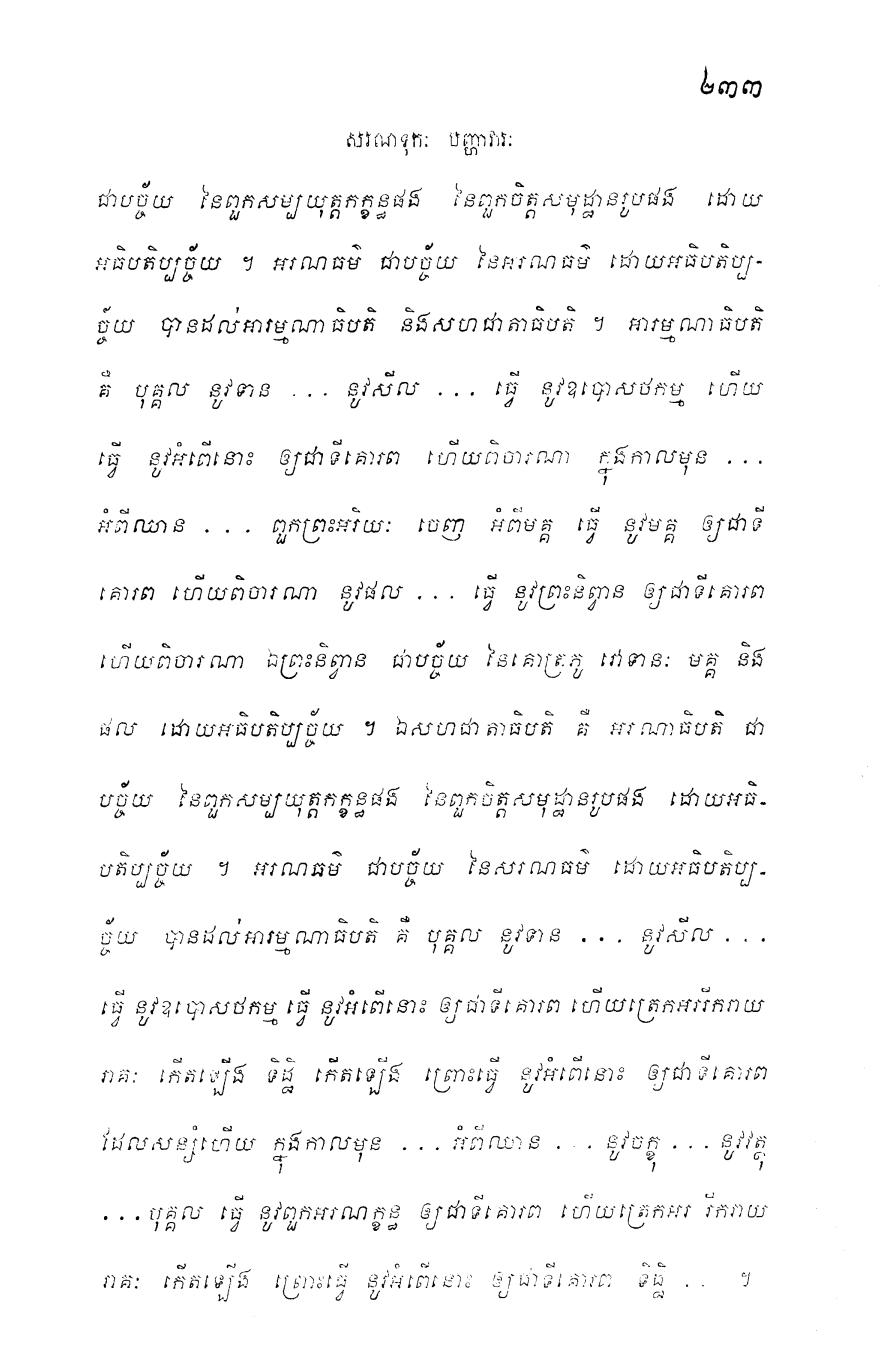 ២៣៣
សរណទុកៈ បញ្ហាវារៈ
ជាបច្ច័យ នៃពួកសម្បយុត្តកក្ខន្ធផង នៃពួកចិត្តសមុដ្ឋានរូបផង ដោយ
អធិបតិប្បច្ច័យ ។ អរណធម៌ ជាបច្ច័យ នៃអរណធម៌ ដោយអធិបតិប្ប-
ច្ច័យ បានដល់អារម្មណាធិបតិ និងសហជាតាធិបតិ ។ អារម្មណាធិបតិ
គឺ បុគ្គល នូវទាន ... នូវសីល ... ធ្វើ នូវឧបោសថកម្ម ហើយ
ធ្វើ នូវអំពើនោះ ឲ្យជាទីគោរព ហើយពិចារណា ក្នុងកាលមុន ...
អំពីឈាន ... ពួកព្រះអរិយៈ ចេញ អំពីមគ្គ ធ្វើ នូវមគ្គ ឲ្យជាទី
គោរព ហើយពិចារណា នូវផល ... ធ្វើ នូវព្រះនិព្វាន ឲ្យជាទីគោរព
ហើយពិចារណា ឯព្រះនិព្វាន ជាបច្ច័យ នៃគោត្រភូ វោទានៈ មគ្គ និង
ផល ដោយអធិបតិប្បច្ច័យ ។ ឯសហជាតាធិបតិ គឺ អរណាធិបតិ ជា
បច្ច័យ នៃពួកសម្បយុត្តកក្ខន្ធផង នៃពួកចិត្តសមុដ្ឋានរូបផង ដោយអធិ-
បតិប្បច្ច័យ ។ អរណធម៌ ជាបច្ច័យ នៃសរណធម៌ ដោយអធិបតិប្ប-
ច្ច័យ បានដល់អារម្មណាធិបតិ គឺ បុគ្គល នូវទាន ... នូវសីល ...
ធ្វើ នូវឧបោសថកម្ម ធ្វើ នូវអំពើនោះ ឲ្យជាទីគោរព ហើយត្រេកអររីករាយ
រាគៈ កើតឡើង ទិដ្ឋិ កើតឡើង ព្រោះធ្វើ នូវអំពើនោះ ឲ្យជាទីគោរព
ដែលសន្សំហើយ ក្នុងកាលមុន ... អំពីឈាន ... នូវចក្ខុ ... នូវវត្ថុ
...បុគ្គល ធ្វើ នូវពួកអរណក្ខន្ធ ឲ្យជាទីគោរព ហើយត្រេកអរ រីករាយ
រាគៈ កើតឡើង ព្រោះធ្វើ នូវអំពើនោះ ឲ្យជាទីគោរព ទិដ្ឋិ .. ។